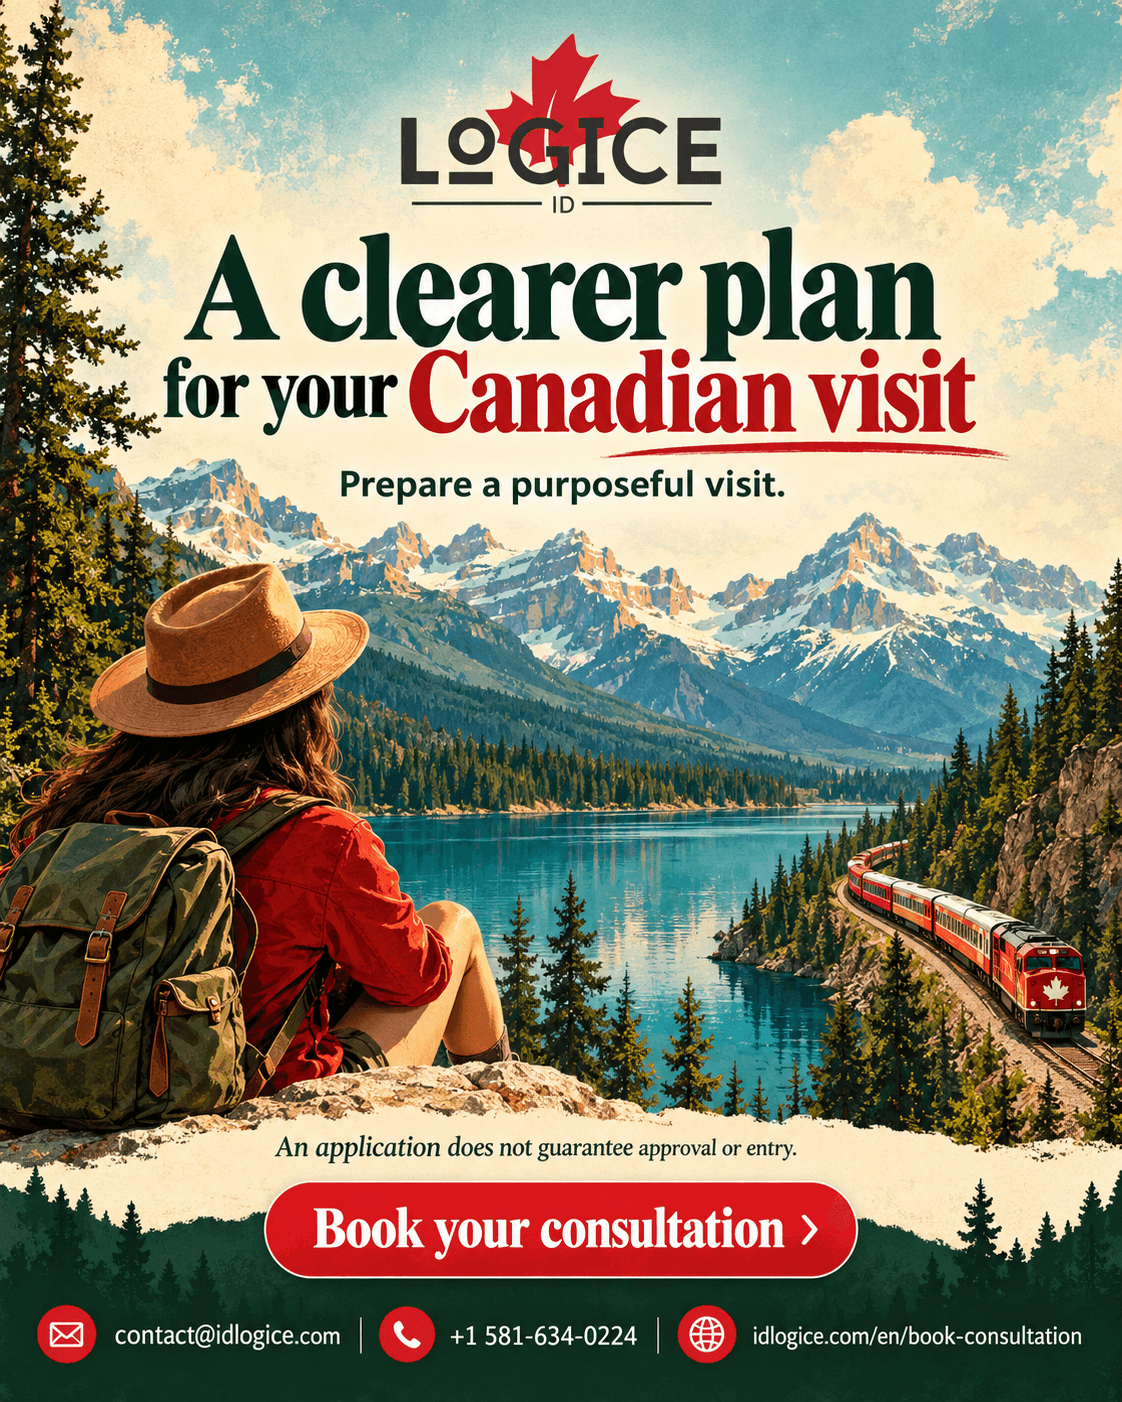 LOGICE
ID
A clearer plan
for your Canadian visit
Prepare a purposeful visit.
An application does not guarantee approval or entry.
Book your consultation
contact@idlogice.com
+1 581-634-0224
idlogice.com/en/book-consultation